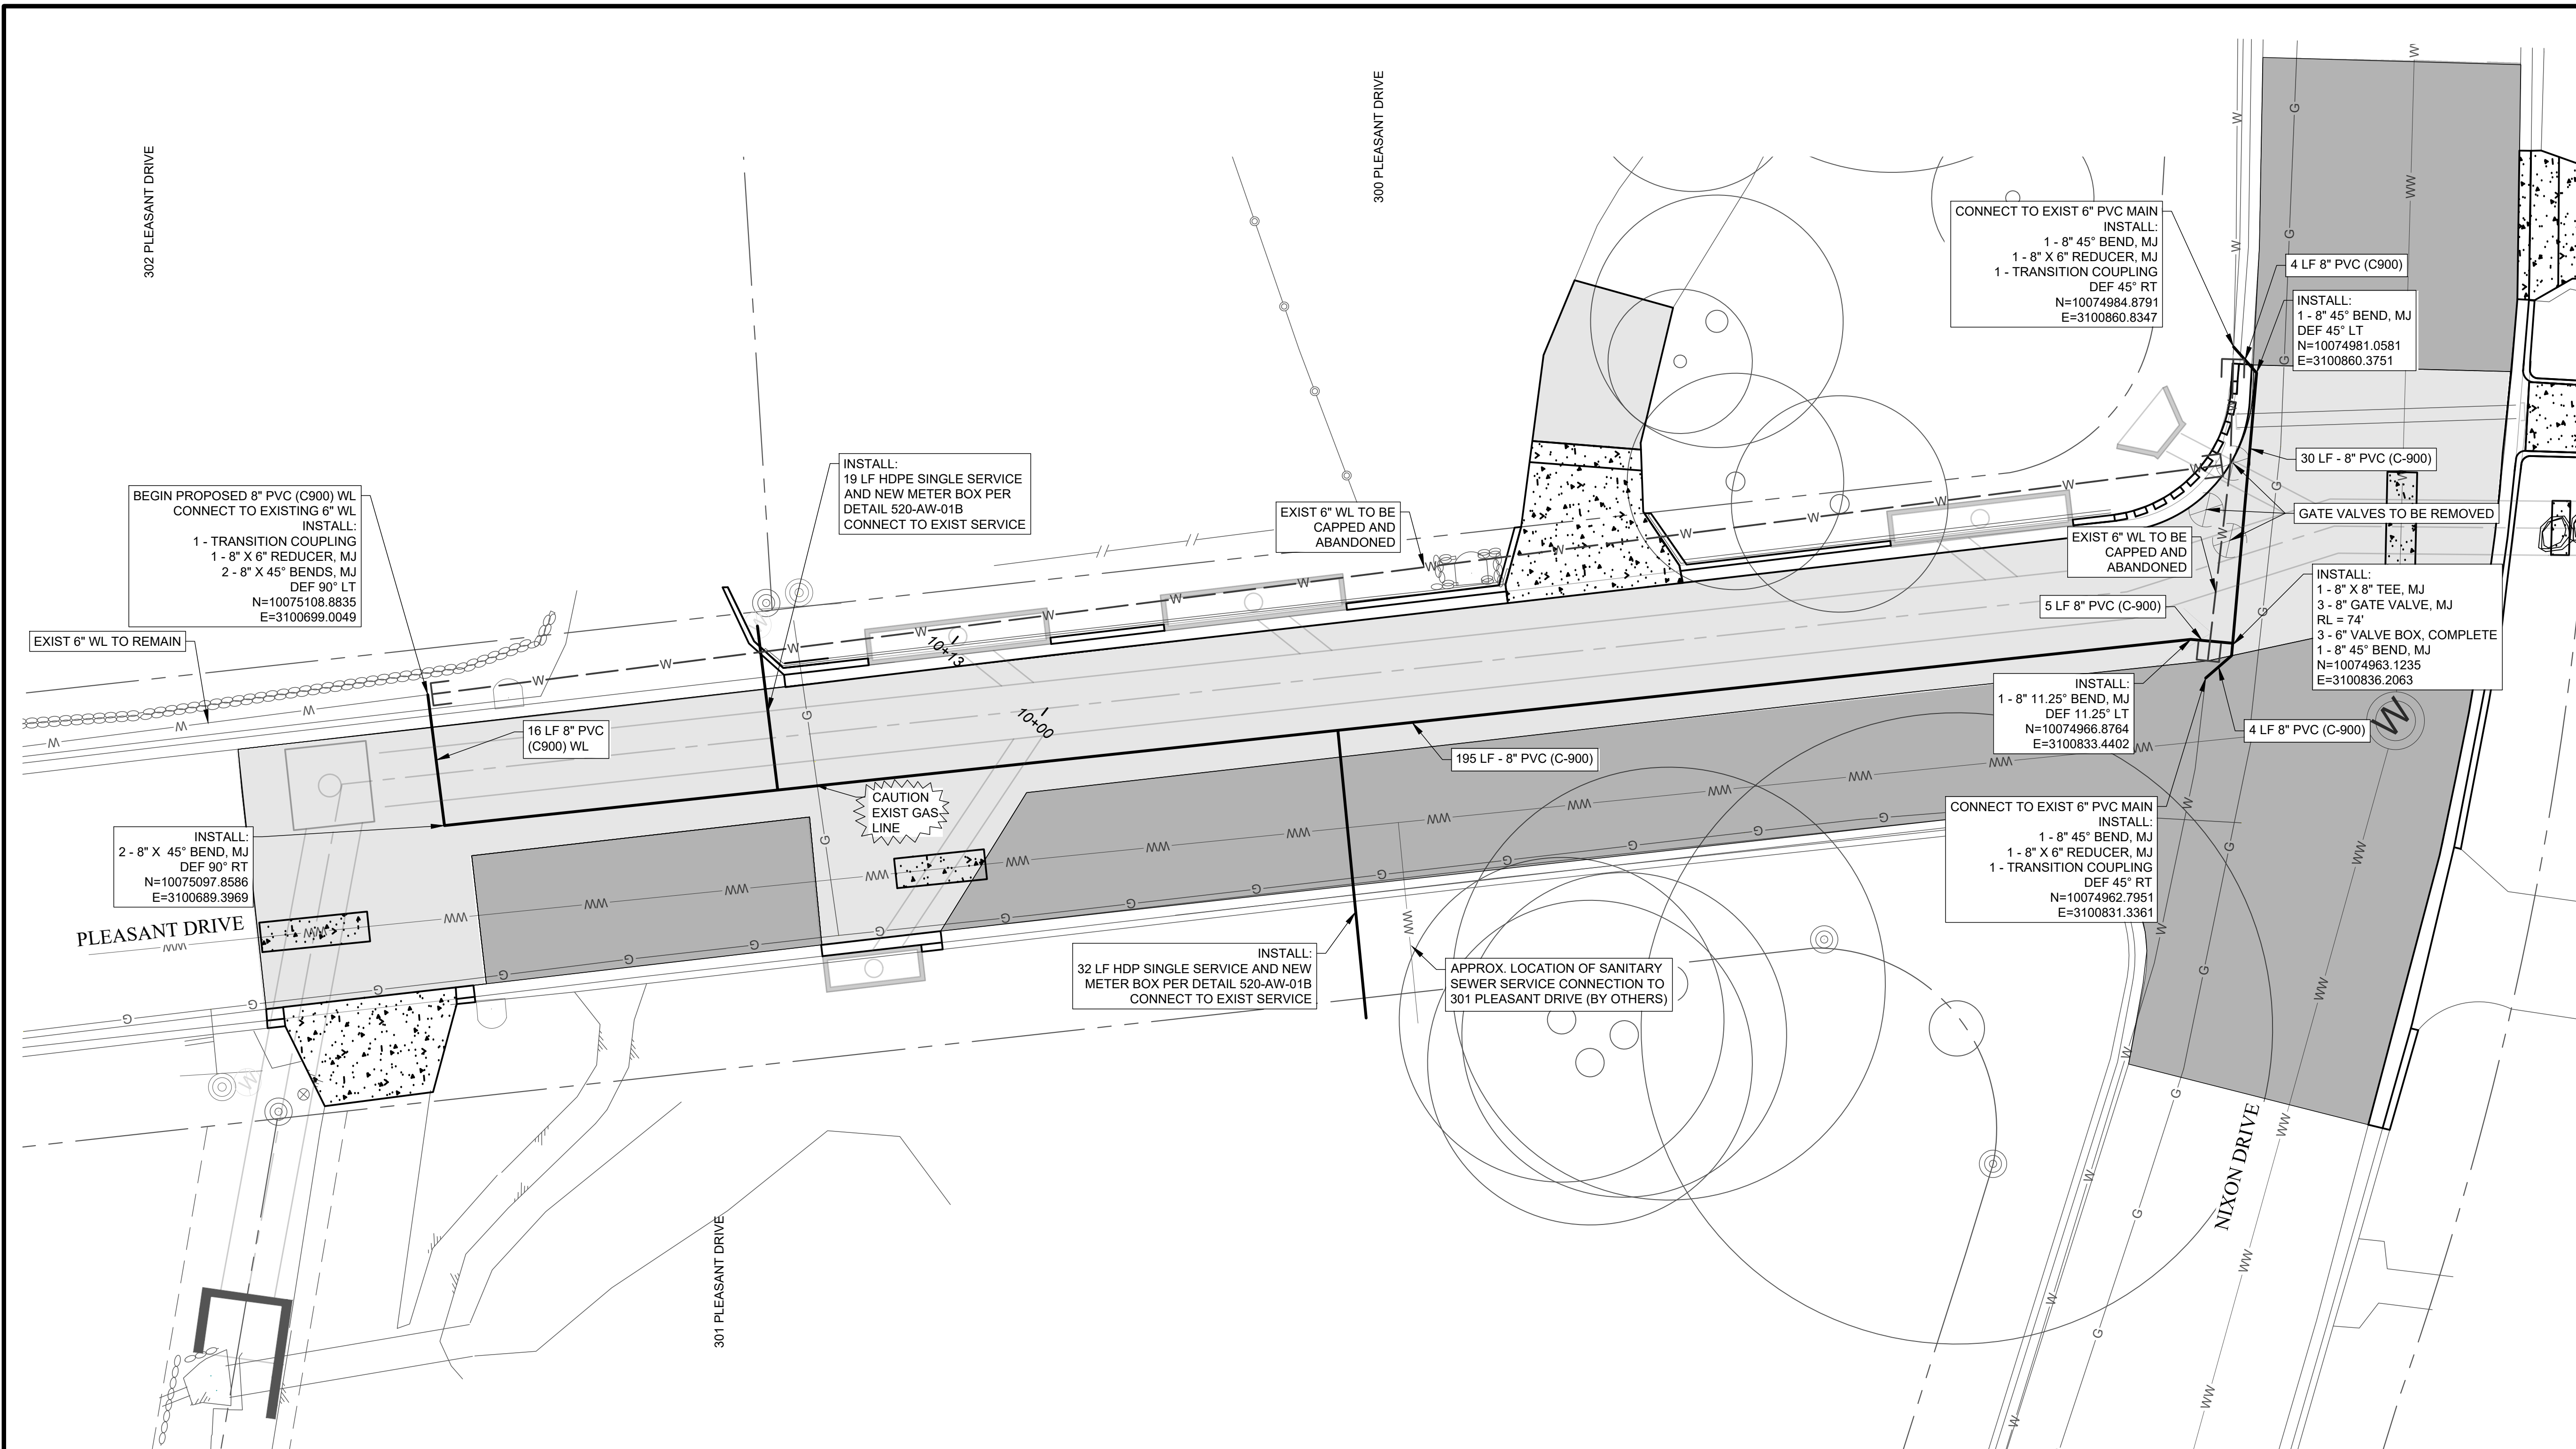 302 PLEASANT DRIVE
300 PLEASANT DRIVE
CONNECT TO EXIST 6" PVC MAIN
INSTALL:
1 - 8" 45° BEND, MJ
1 - 8" X 6" REDUCER, MJ
1 - TRANSITION COUPLING
DEF 45° RT
N=10074984.8791
E=3100860.8347
4 LF 8" PVC (C900)
INSTALL:
1 - 8" 45° BEND, MJ
DEF 45° LT
N=10074981.0581
E=3100860.3751
30 LF - 8" PVC (C-900)
GATE VALVES TO BE REMOVED
BEGIN PROPOSED 8" PVC (C900) WL
CONNECT TO EXISTING 6" WL
INSTALL:
1 - TRANSITION COUPLING
1 - 8" X 6" REDUCER, MJ
2 - 8" X 45° BENDS, MJ
DEF 90° LT
N=10075108.8835
E=3100699.0049
INSTALL:
19 LF HDPE SINGLE SERVICE
AND NEW METER BOX PER
DETAIL 520-AW-01B
CONNECT TO EXIST SERVICE
EXIST 6" WL TO BE
CAPPED AND
ABANDONED
EXIST 6" WL TO BE
CAPPED AND
ABANDONED
INSTALL:
1 - 8" X 8" TEE, MJ
3 - 8" GATE VALVE, MJ
RL = 74'
3 - 6" VALVE BOX, COMPLETE
1 - 8" 45° BEND, MJ
N=10074963.1235
E=3100836.2063
5 LF 8" PVC (C-900)
EXIST 6" WL TO REMAIN
10+13
10+00
16 LF 8" PVC
(C900) WL
INSTALL:
1 - 8" 11.25° BEND, MJ
DEF 11.25° LT
N=10074966.8764
E=3100833.4402
4 LF 8" PVC (C-900)
W
195 LF - 8" PVC (C-900)
CAUTION
EXIST GAS
LINE
CONNECT TO EXIST 6" PVC MAIN
INSTALL:
1 - 8" 45° BEND, MJ
1 - 8" X 6" REDUCER, MJ
1 - TRANSITION COUPLING
DEF 45° RT
N=10074962.7951
E=3100831.3361
INSTALL:
2 - 8" X 45° BEND, MJ
DEF 90° RT
N=10075097.8586
E=3100689.3969
PLEASANT DRIVE
INSTALL:
32 LF HDP SINGLE SERVICE AND NEW
METER BOX PER DETAIL 520-AW-01B
CONNECT TO EXIST SERVICE
APPROX. LOCATION OF SANITARY
SEWER SERVICE CONNECTION TO
301 PLEASANT DRIVE (BY OTHERS)
NIXON DRIVE
301 PLEASANT DRIVE